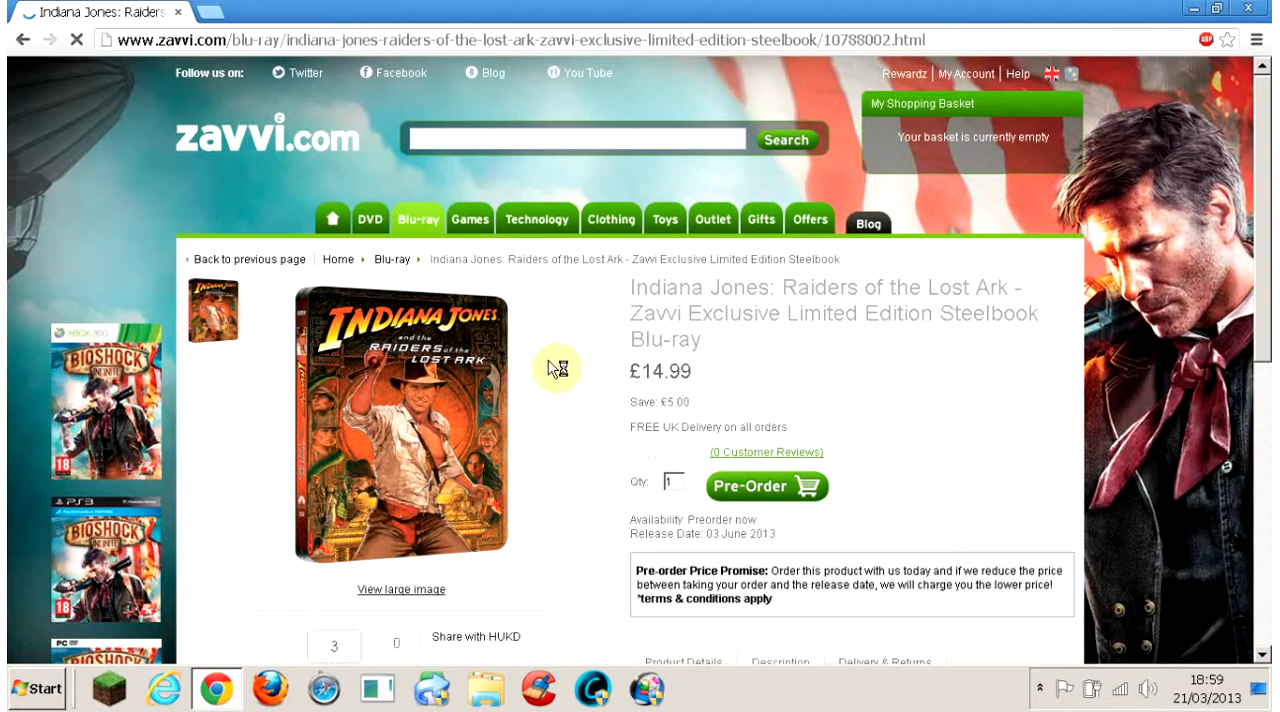 Indiana Jones: Raiders
www.zavvi.com/blu-ray/indiana-jones-raiders-of-the-lost-ark-zavvi-exclusive-limited-edition-steelbook/10788002.html
ABP
Follow us on: Twitter Facebook Blog You Tube
Rewardz | My Account | Help
My Shopping Basket
Your basket is currently empty
zavvi.com
Search
DVD Blu-ray Games Technology Clothing Toys Outlet Gifts Offers Blog
‹ Back to previous page Home Blu-ray Indiana Jones: Raiders of the Lost Ark - Zavvi Exclusive Limited Edition Steelbook
INDIANA JONES
and the
RAIDERS of the
LOST ARK
Indiana Jones: Raiders of the Lost Ark -
Zavvi Exclusive Limited Edition Steelbook
Blu-ray
£14.99
Save: £5.00
FREE UK Delivery on all orders
(0 Customer Reviews)
Qty: 1
Pre-Order
Availability: Preorder now.
Release Date: 03 June 2013
Pre-order Price Promise: Order this product with us today and if we reduce the price
between taking your order and the release date, we will charge you the lower price!
*terms & conditions apply
View large image
3 0 Share with HUKD
Product Details Description Delivery & Returns
XBOX 360
BIOSHOCK
INFINITE
18
2K
PS3
BIOSHOCK
18
PC
BIOSHOCK
Start
18:59
21/03/2013